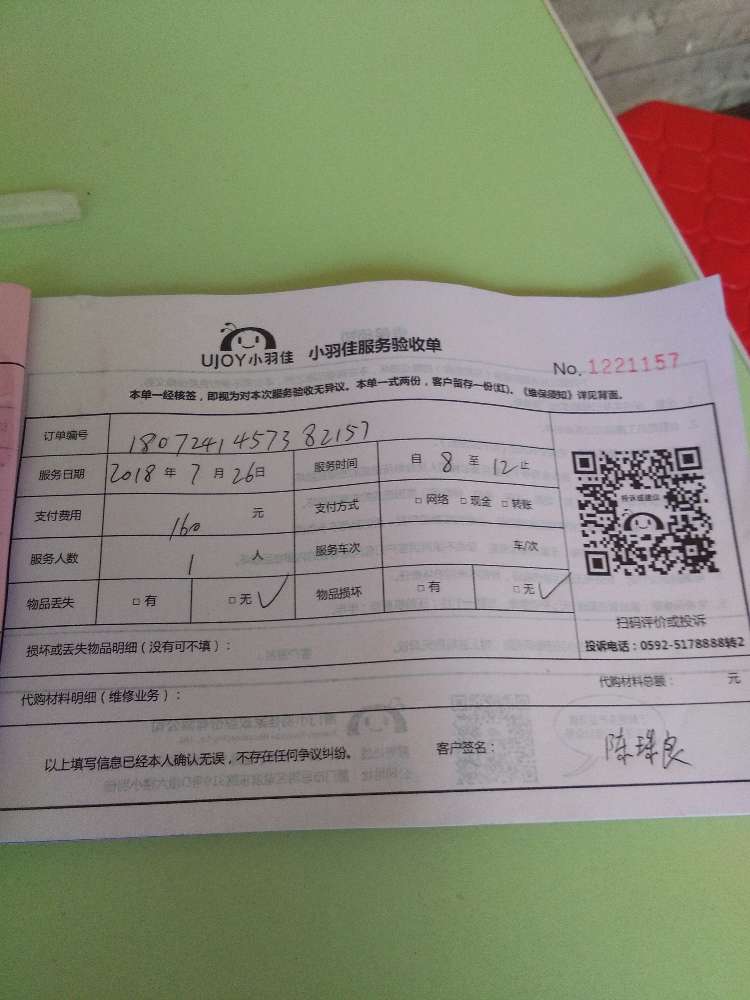 UJOY小羽佳 小羽佳服务验收单
No. 1221157
本单一经核签，即视为对本次服务验收无异议。本单一式两份，客户留存一份(红)。《维保须知》详见背面。
订单编号 180724145738 2157
服务日期 2018 年 7 月 26 日 服务时间 自 8 至 12 止
支付费用 160 元 支付方式 □ 网络 □ 现金 □ 转账
服务人数 1 人 服务车次 车/次
物品丢失 □ 有 □ 无 ✓ 物品损坏 □ 有 □ 无 ✓
投诉或建议
扫码评价或投诉
投诉电话：0592-5178888转2
损坏或丢失物品明细（没有可不填）：
代购材料明细（维修业务）： 代购材料总额： 元
以上填写信息已经本人确认无误，不存在任何争议纠纷。 客户签名： 陈珠良